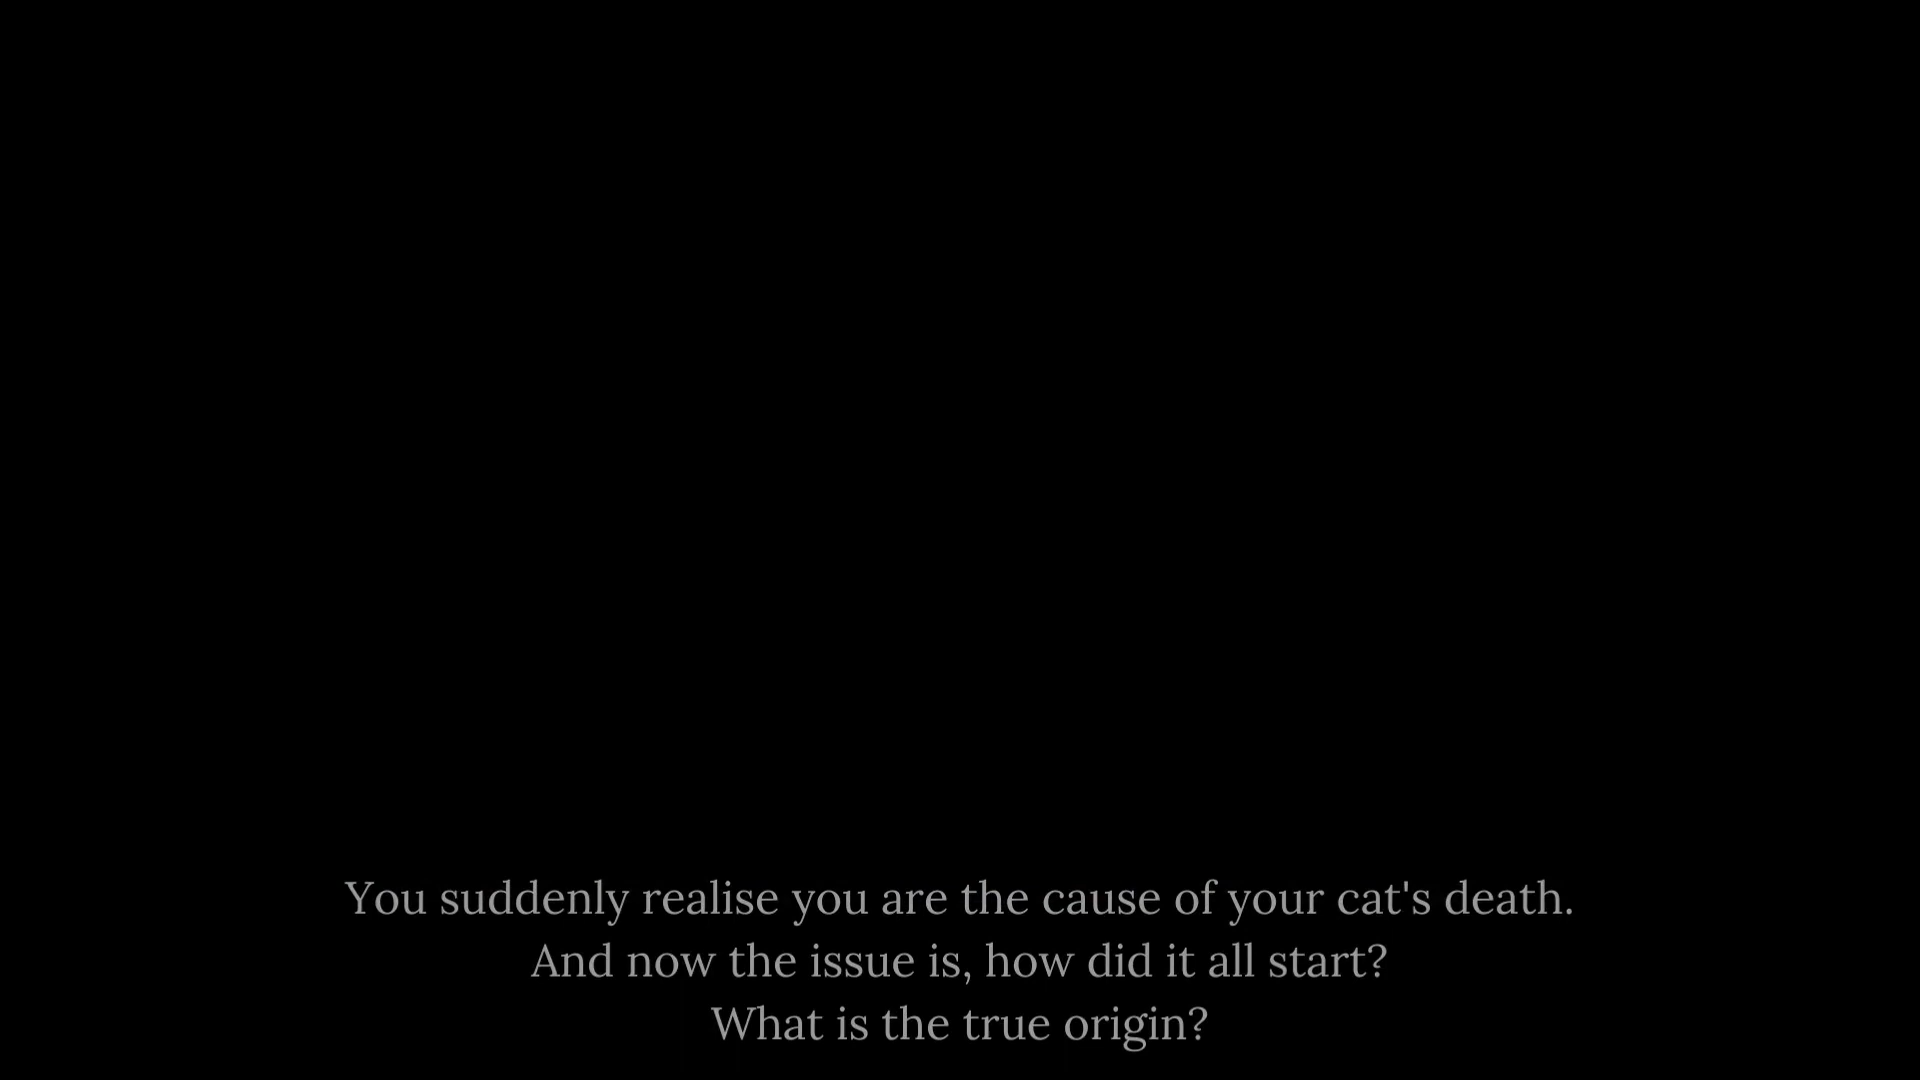 You suddenly realise you are the cause of your cat's death.
And now the issue is, how did it all start?
What is the true origin?